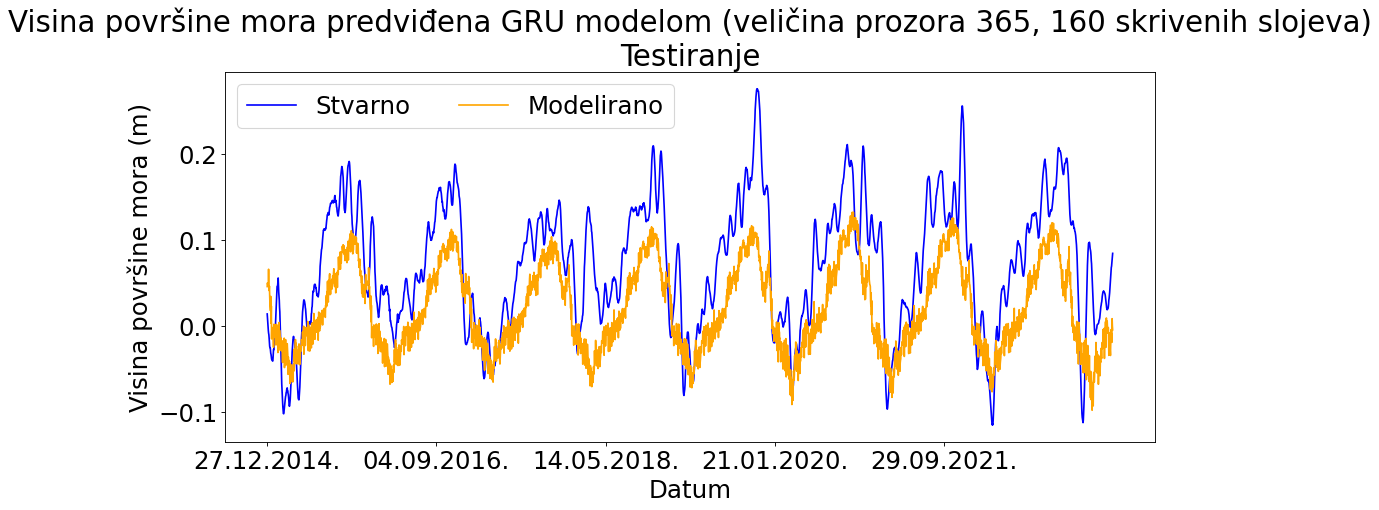 Visina površine mora predviđena GRU modelom (veličina prozora 365, 160 skrivenih slojeva)
Testiranje
Stvarno
Modelirano
Visina površine mora (m)
0.2
0.1
0.0
−0.1
27.12.2014.
04.09.2016.
14.05.2018.
21.01.2020.
29.09.2021.
Datum